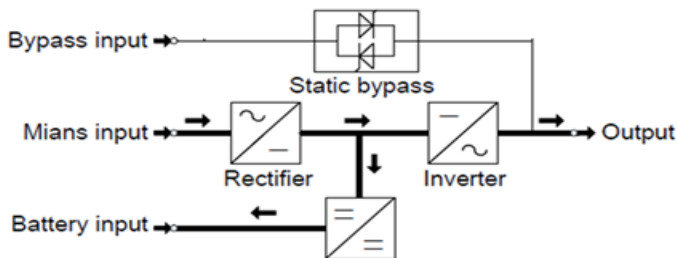 Bypass input
Static bypass
Mians input
Output
Rectifier
Inverter
Battery input